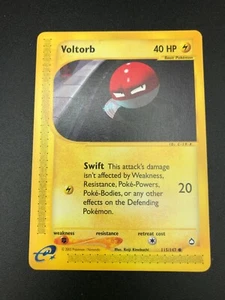 Voltorb
40 HP
Basic Pokémon
Swift This attack's damage
isn't affected by Weakness,
Resistance, Poké-Powers,
Poké-Bodies, or any other
effects on the Defending
Pokémon.
20
weakness resistance retreat cost
e
Illus. Kenji Kinebuchi